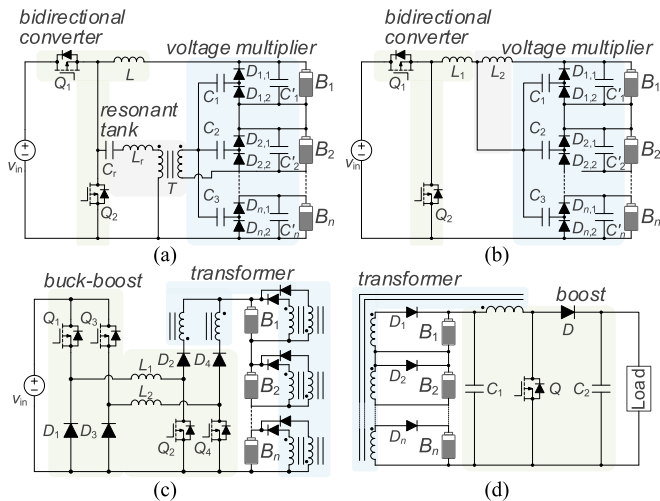 bidirectional
converter
voltage multiplier
Q1
L
D1,1
D1,2
C1
C'1
B1
resonant
tank
C2
D2,1
D2,2
C'2
B2
vin
Cr
Lr
T
Q2
C3
Dn,1
Dn,2
C'n
Bn
(a)
bidirectional
converter
voltage multiplier
Q1
L1
L2
D1,1
D1,2
C1
C'1
B1
C2
D2,1
D2,2
C'2
B2
vin
Q2
C3
Dn,1
Dn,2
C'n
Bn
(b)
buck-boost
transformer
Q1
Q3
B1
vin
L1
D2
D4
L2
B2
D1
D3
Q2
Q4
Bn
(c)
transformer
boost
D1
B1
D
D2
B2
C1
Q
C2
Load
Dn
Bn
(d)